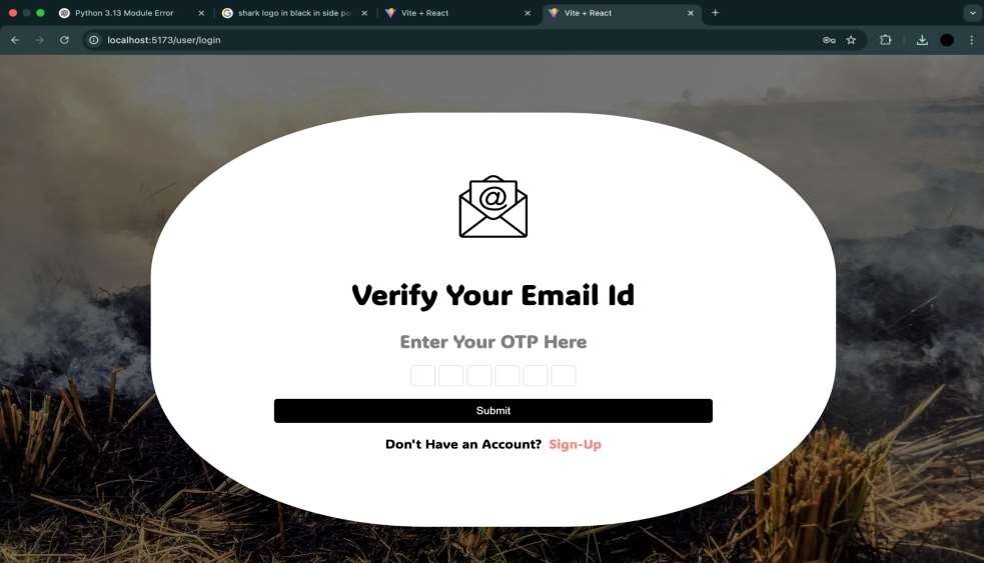 Python 3.13 Module Error
shark logo in black in side po
Vite + React
Vite + React
localhost:5173/user/login
@
Verify Your Email Id
Enter Your OTP Here
Submit
Don't Have an Account? Sign-Up